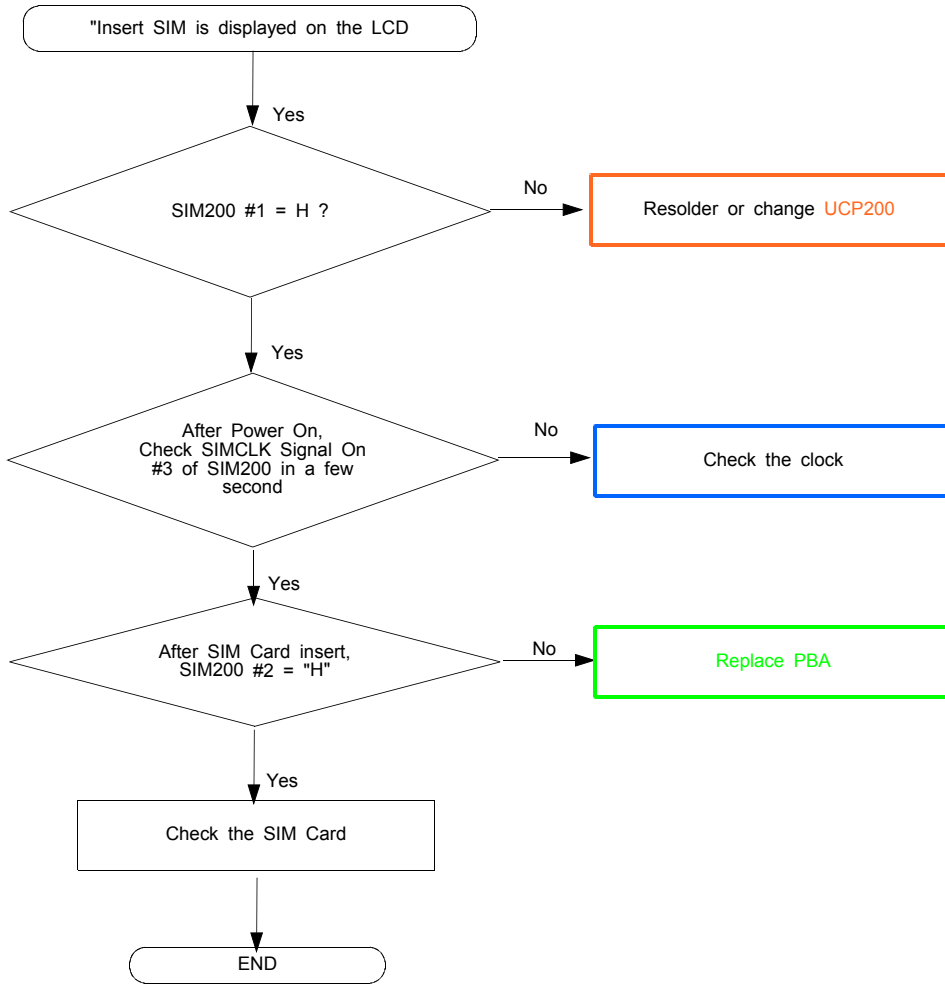 "Insert SIM is displayed on the LCD
Yes
SIM200 #1 = H ?
No
Resolder or change UCP200
Yes
After Power On,
Check SIMCLK Signal On
#3 of SIM200 in a few
second
No
Check the clock
Yes
After SIM Card insert,
SIM200 #2 = "H"
No
Replace PBA
Yes
Check the SIM Card
END